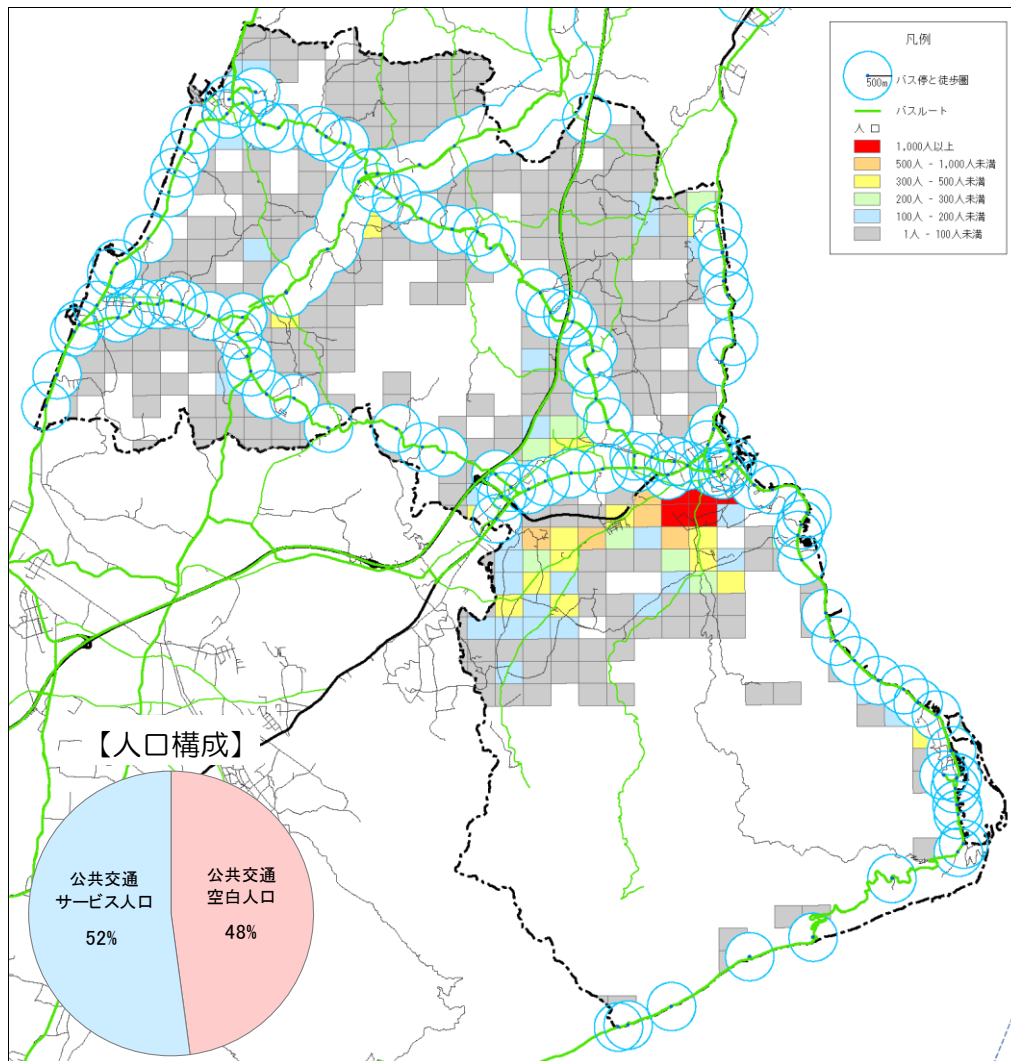 凡例
500m
バス停と徒歩圏
バスルート
人 口
1,000人以上
500人 - 1,000人未満
300人 - 500人未満
200人 - 300人未満
100人 - 200人未満
1人 - 100人未満
【人口構成】
公共交通
サービス人口
52%
公共交通
空白人口
48%